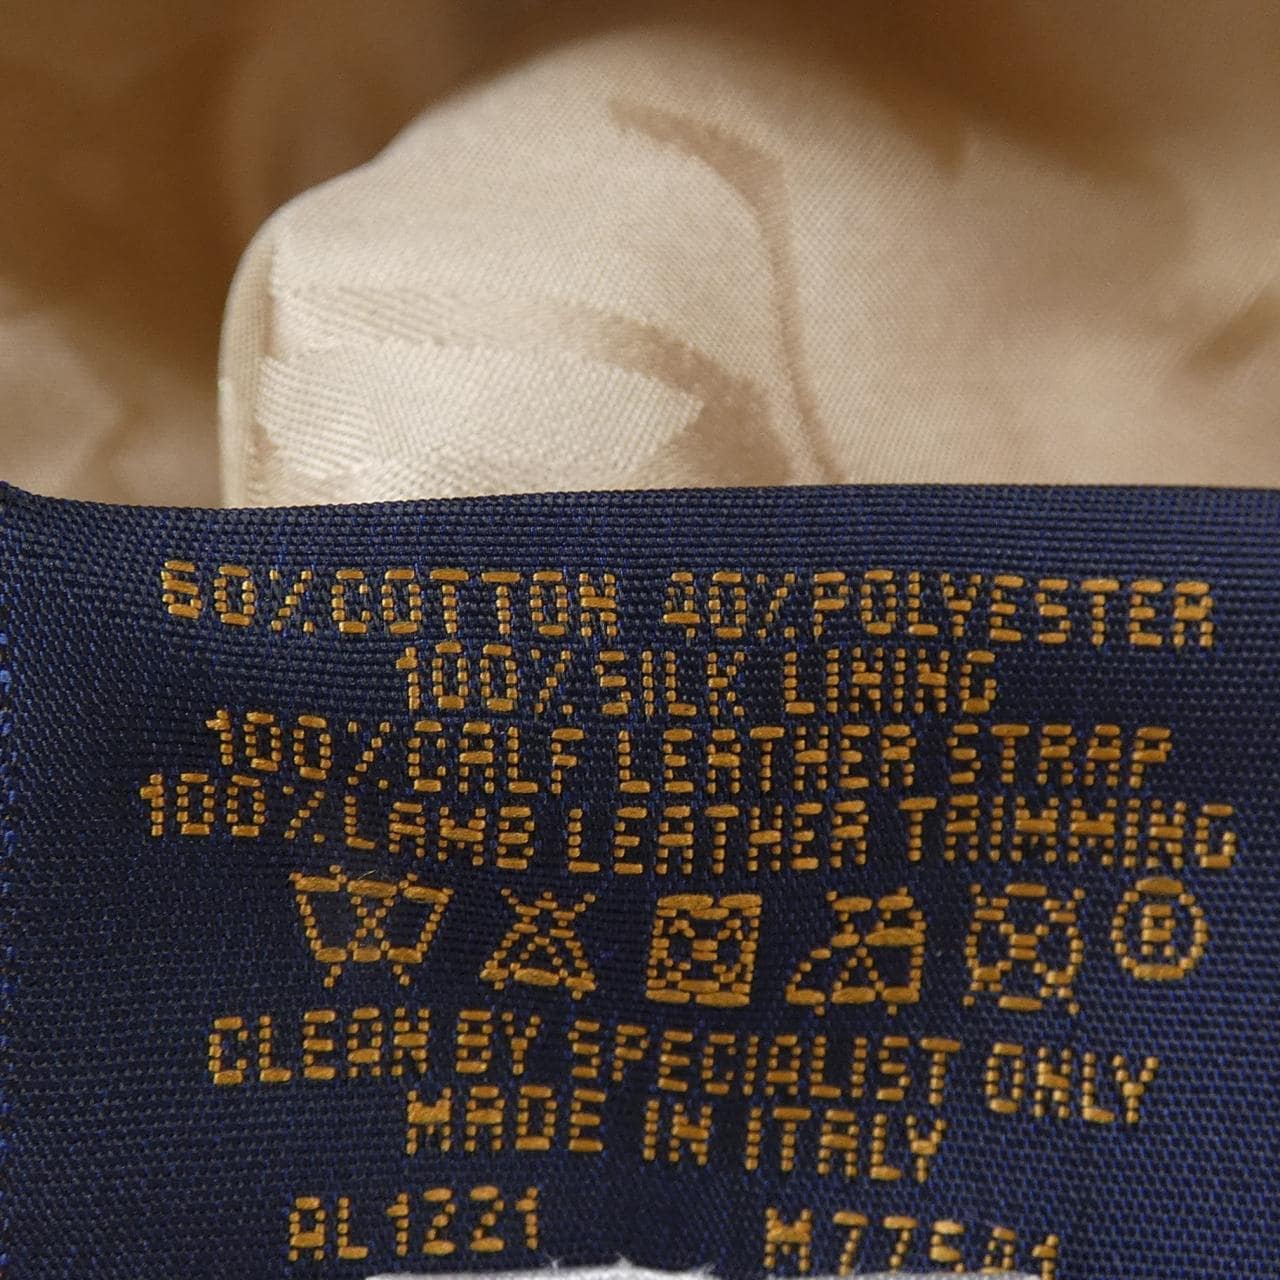 60%COTTON 40%POLYESTER
100%SILK LINING
100%CALF LEATHER STRAP
100%LAMB LEATHER TRIMMING
CLEAN BY SPECIALIST ONLY
MADE IN ITALY
AL1221